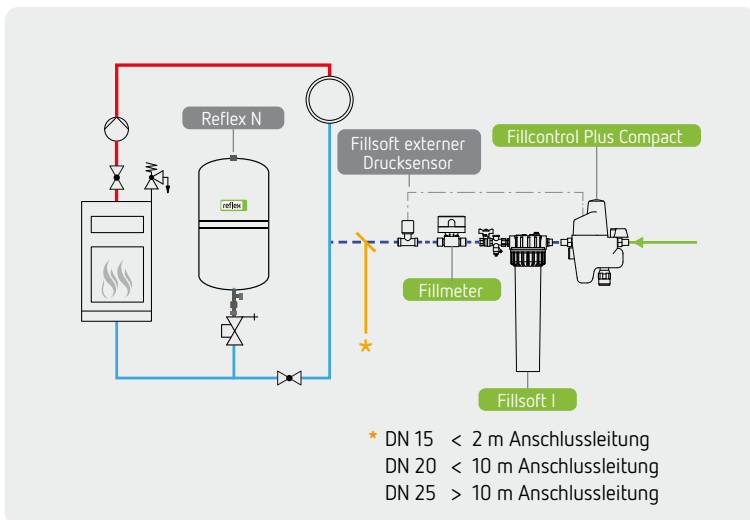 Reflex N
reflex
Fillsoft externer
Drucksensor
Fillcontrol Plus Compact
Fillmeter
Fillsoft I
*
* DN 15 < 2 m Anschlussleitung
DN 20 < 10 m Anschlussleitung
DN 25 > 10 m Anschlussleitung